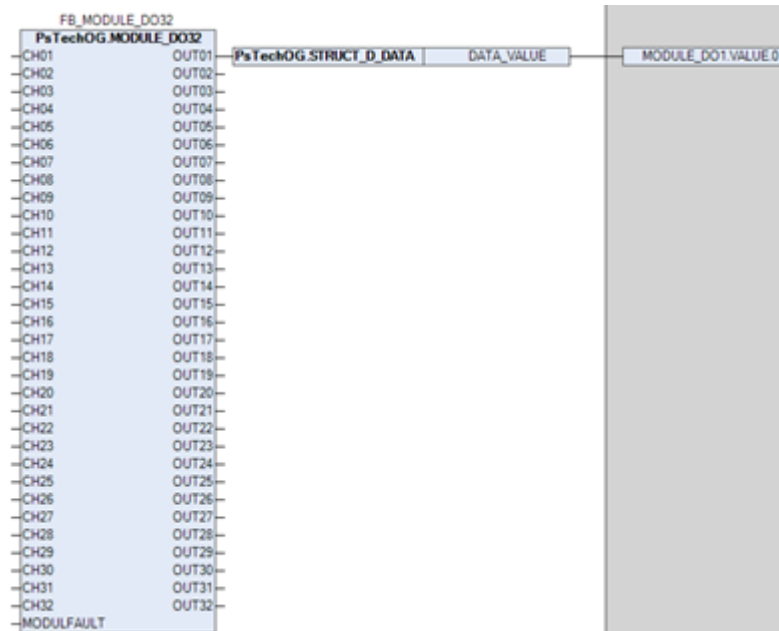 FB_MODULE_DO32
PsTechOG.MODULE_DO32
CH01 OUT01 PsTechOG.STRUCT_D_DATA DATA_VALUE MODULE_DO1.VALUE.0
CH02 OUT02
CH03 OUT03
CH04 OUT04
CH05 OUT05
CH06 OUT06
CH07 OUT07
CH08 OUT08
CH09 OUT09
CH10 OUT10
CH11 OUT11
CH12 OUT12
CH13 OUT13
CH14 OUT14
CH15 OUT15
CH16 OUT16
CH17 OUT17
CH18 OUT18
CH19 OUT19
CH20 OUT20
CH21 OUT21
CH22 OUT22
CH23 OUT23
CH24 OUT24
CH25 OUT25
CH26 OUT26
CH27 OUT27
CH28 OUT28
CH29 OUT29
CH30 OUT30
CH31 OUT31
CH32 OUT32
MODULFAULT